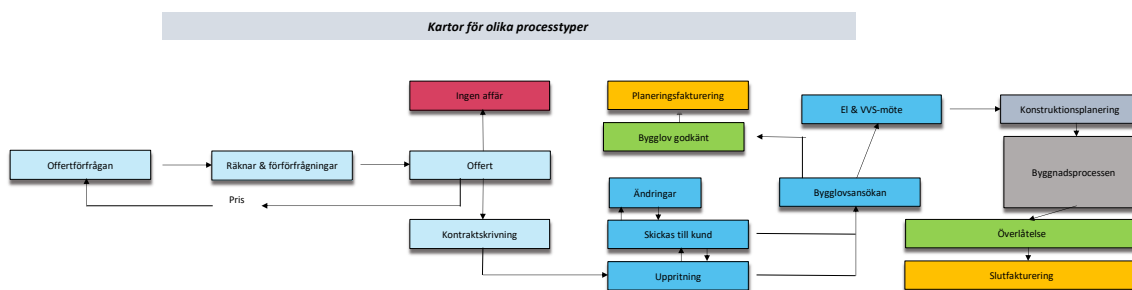 Kartor för olika processtyper
Ingen affär
Planeringsfakturering
El & VVS-möte
Konstruktionsplanering
Bygglov godkänt
Offertförfrågan
Räknar & förförfrågningar
Offert
Byggnadsprocessen
Ändringar
Bygglovsansökan
Pris
Kontraktskrivning
Skickas till kund
Överlåtelse
Uppritning
Slutfakturering